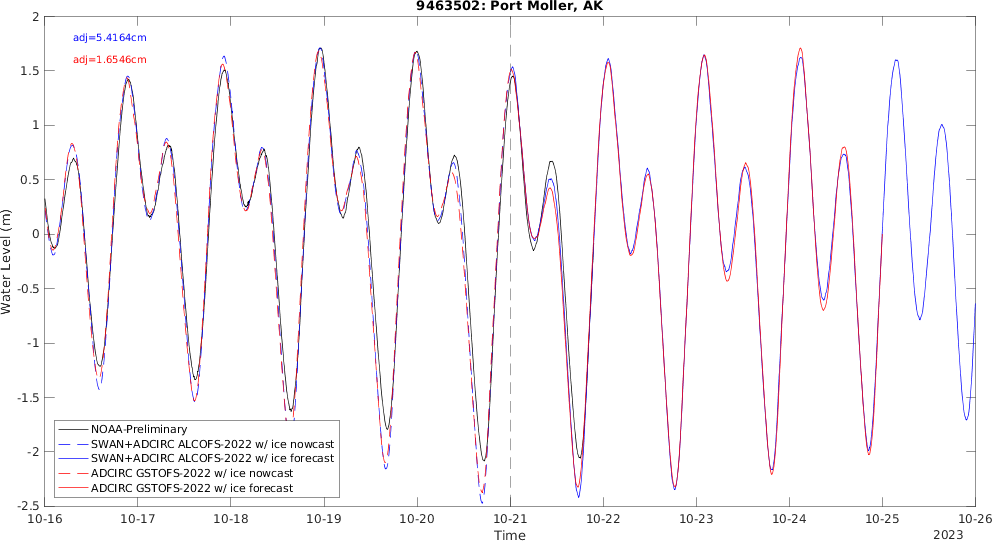 9463502: Port Moller, AK
adj=5.4164cm
adj=1.6546cm
Water Level (m)
2
1.5
1
0.5
0
-0.5
-1
-1.5
-2
-2.5
NOAA-Preliminary
SWAN+ADCIRC ALCOFS-2022 w/ ice nowcast
SWAN+ADCIRC ALCOFS-2022 w/ ice forecast
ADCIRC GSTOFS-2022 w/ ice nowcast
ADCIRC GSTOFS-2022 w/ ice forecast
10-16 10-17 10-18 10-19 10-20 10-21 10-22 10-23 10-24 10-25 10-26
Time
2023